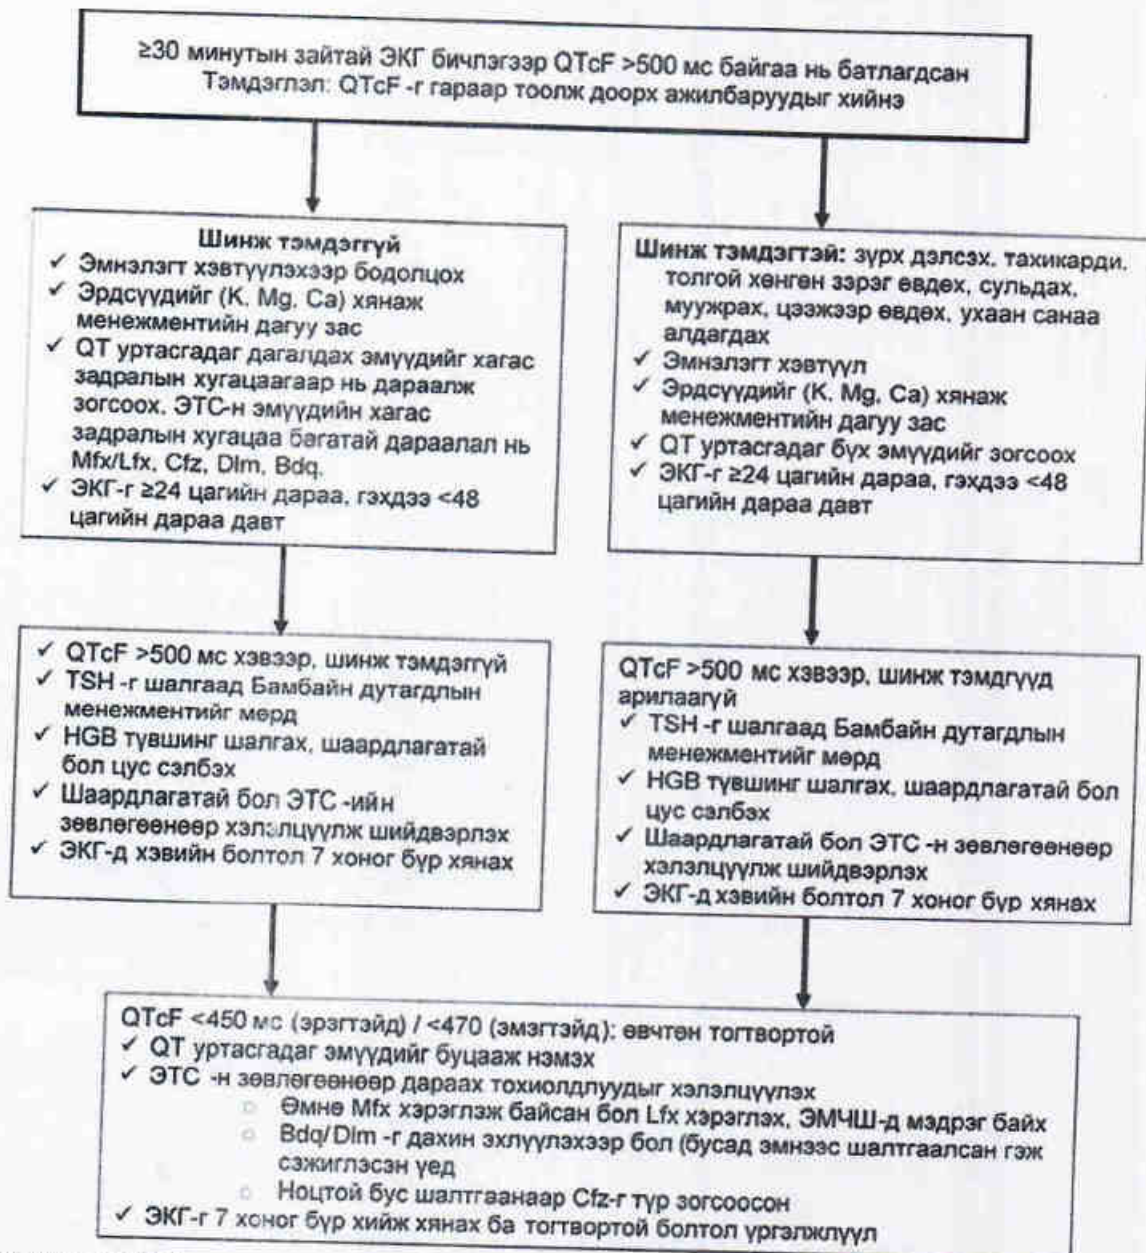 ≥30 минутын зайтай ЭКГ бичлэгээр QTcF >500 мс байгаа нь батлагдсан
Тэмдэглэл: QTcF -г гараар тоолж доорх ажилбаруудыг хийнэ
Шинж тэмдэггүй
✓ Эмнэлэгт хэвтүүлэхээр бодолцох
✓ Эрдсүүдийг (K. Mg. Ca) хянаж
менежментийн дагуу зас
✓ QT уртасгадаг дагалдах эмүүдийг хагас
задралын хугацаагаар нь дараалж
зогсоох. ЭТС-н эмүүдийн хагас
задралын хугацаа багатай дараалал нь
Mfx/Lfx, Cfz, Dlm, Bdq.
✓ ЭКГ-г ≥24 цагийн дараа, гэхдээ <48
цагийн дараа давт
Шинж тэмдэгтэй: зүрх дэлсэх. тахикарди.
толгой хөнгөн зэрэг өвдөх, сульдах.
муужрах, цээжээр өвдөх. ухаан санаа
алдагдах
✓ Эмнэлэгт хэвтүүл
✓ Эрдсүүдийг (K. Mg, Ca) хянаж
менежментийн дагуу зас
✓ QT уртасгадаг бүх эмүүдийг зогсоох
✓ ЭКГ-г ≥24 цагийн дараа, гэхдээ <48
цагийн дараа давт
✓ QTcF >500 мс хэвээр, шинж тэмдэггүй
✓ TSH -г шалгаад Бамбайн дутагдлын
менежментийг мөрд
✓ HGB түвшинг шалгах, шаардлагатай
бол цус сэлбэх
✓ Шаардлагатай бол ЭТС -ийн
зөвлөгөөнөөр хэлэлцүүлж шийдвэрлэх
✓ ЭКГ-д хэвийн болтол 7 хоног бүр хянах
QTcF >500 мс хэвээр, шинж тэмдгүүд
арилаагүй
✓ TSH -г шалгаад Бамбайн дутагдлын
менежментийг мөрд
✓ HGB түвшинг шалгах, шаардлагатай бол
цус сэлбэх
✓ Шаардлагатай бол ЭТС -н зөвлөгөөнөөр
хэлэлцүүлж шийдвэрлэх
✓ ЭКГ-д хэвийн болтол 7 хоног бүр хянах
QTcF <450 мс (эрэгтэйд) / <470 (эмэгтэйд): өвчтөн тогтвортой
✓ QT уртасгадаг эмүүдийг буцааж нэмэх
✓ ЭТС -н зөвлөгөөнөөр дараах тохиолдлуудыг хэлэлцүүлэх
○ Өмнө Mfx хэрэглэж байсан бол Lfx хэрэглэх, ЭМЧШ-д мэдрэг байх
○ Bdq/Dlm -г дахин эхлүүлэхээр бол (бусад эмнээс шалтгаалсан гэж
сэжиглэсэн үед
○ Ноцтой бус шалтгаанаар Cfz-г түр зогсоосон
✓ ЭКГ-г 7 хоног бүр хийж хянах ба тогтвортой болтол үргэлжлүүл